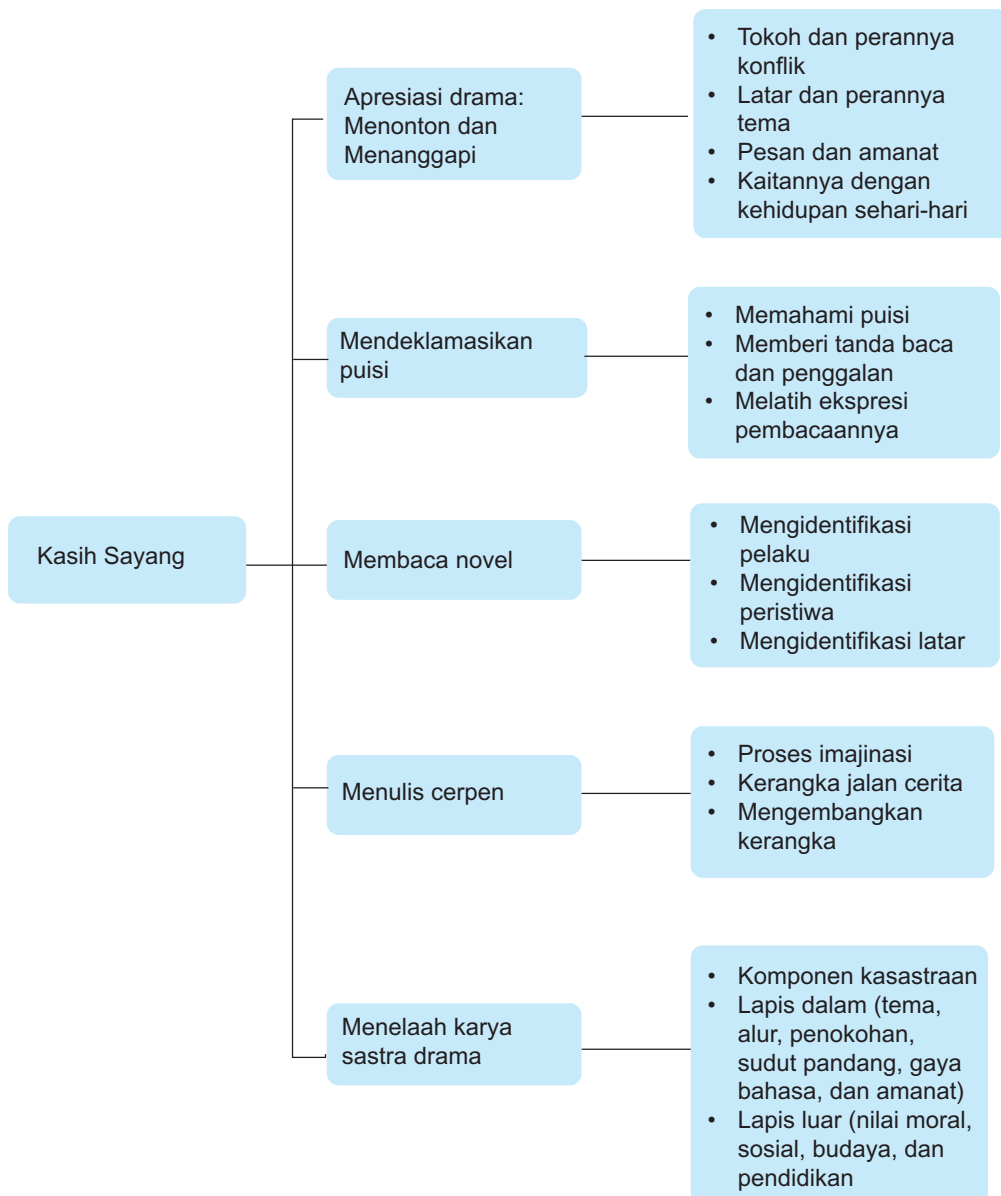 Apresiasi drama:
Menonton dan
Menanggapi
• Tokoh dan perannya
konflik
• Latar dan perannya
tema
• Pesan dan amanat
• Kaitannya dengan
kehidupan sehari-hari
Mendeklamasikan
puisi
• Memahami puisi
• Memberi tanda baca
dan penggalan
• Melatih ekspresi
pembacaannya
Kasih Sayang
Membaca novel
• Mengidentifikasi
pelaku
• Mengidentifikasi
peristiwa
• Mengidentifikasi latar
Menulis cerpen
• Proses imajinasi
• Kerangka jalan cerita
• Mengembangkan
kerangka
Menelaah karya
sastra drama
• Komponen kasastraan
• Lapis dalam (tema,
alur, penokohan,
sudut pandang, gaya
bahasa, dan amanat)
• Lapis luar (nilai moral,
sosial, budaya, dan
pendidikan